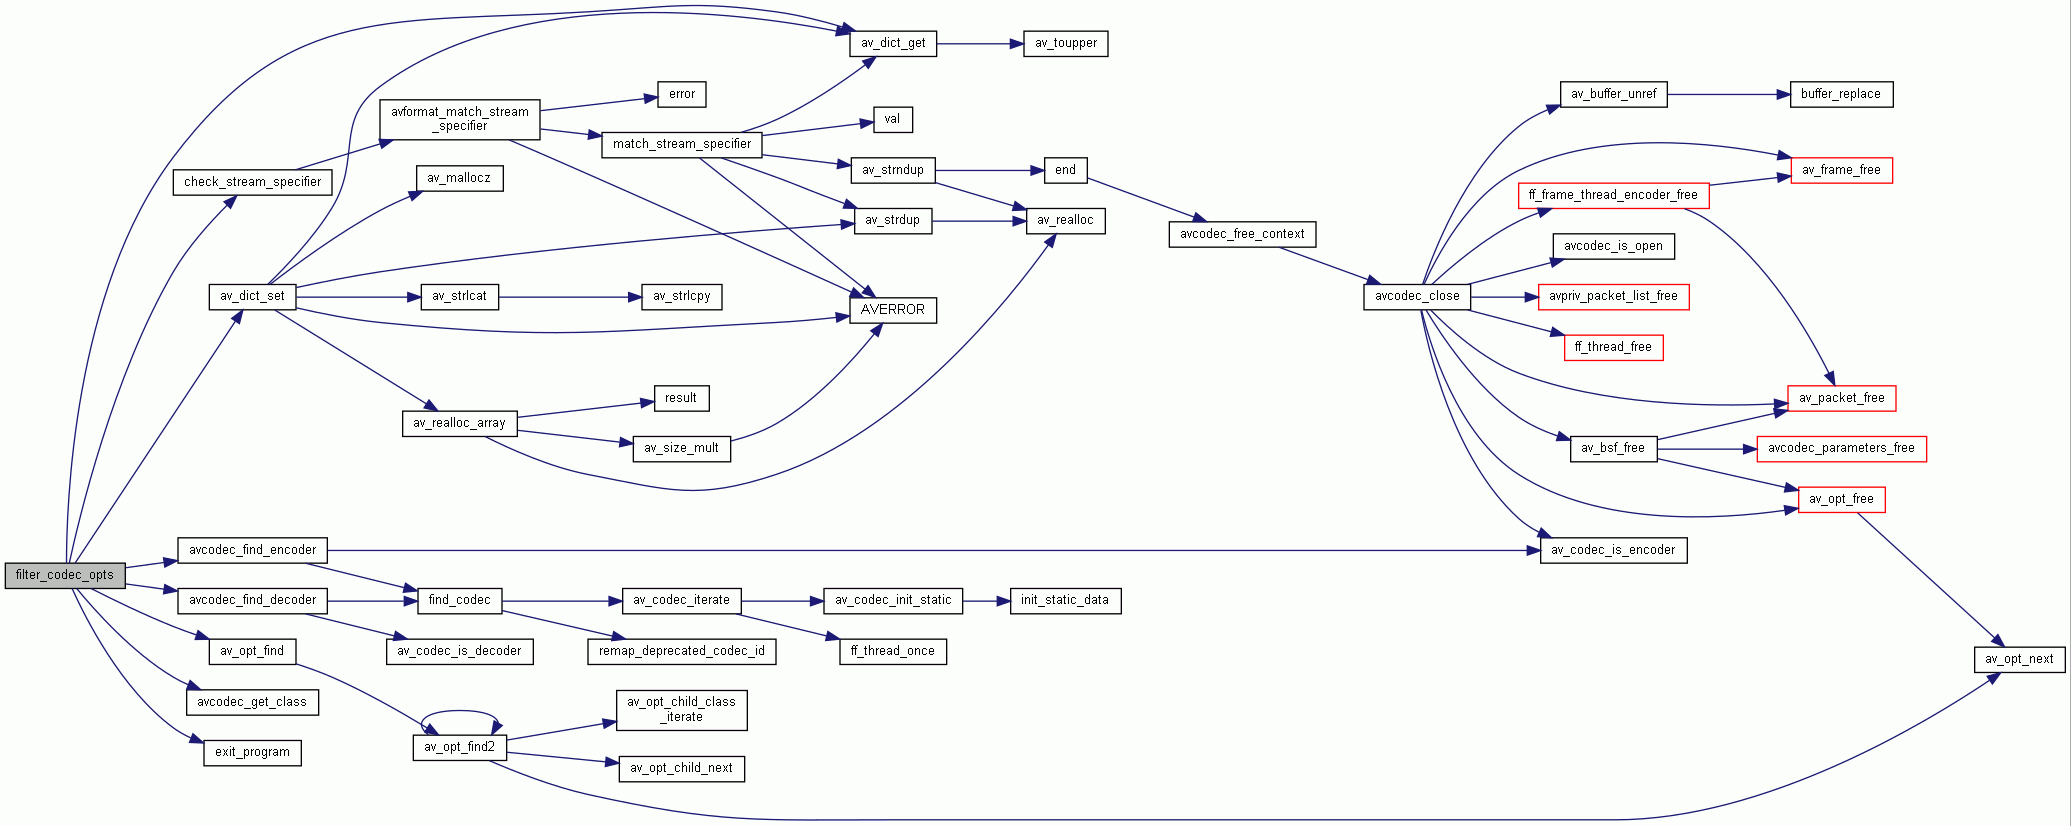 av_dict_get
av_toupper
error
av_buffer_unref
buffer_replace
avformat_match_stream
_specifier
val
match_stream_specifier
av_strndup
end
av_frame_free
check_stream_specifier
av_mallocz
ff_frame_thread_encoder_free
av_strdup
av_realloc
avcodec_free_context
avcodec_is_open
av_dict_set
av_strlcat
av_strlcpy
AVERROR
avcodec_close
avpriv_packet_list_free
ff_thread_free
result
av_packet_free
av_realloc_array
av_size_mult
av_bsf_free
avcodec_parameters_free
av_opt_free
avcodec_find_encoder
av_codec_is_encoder
filter_codec_opts
avcodec_find_decoder
find_codec
av_codec_iterate
av_codec_init_static
init_static_data
av_opt_find
av_codec_is_decoder
remap_deprecated_codec_id
ff_thread_once
av_opt_next
avcodec_get_class
av_opt_child_class
_iterate
exit_program
av_opt_find2
av_opt_child_next